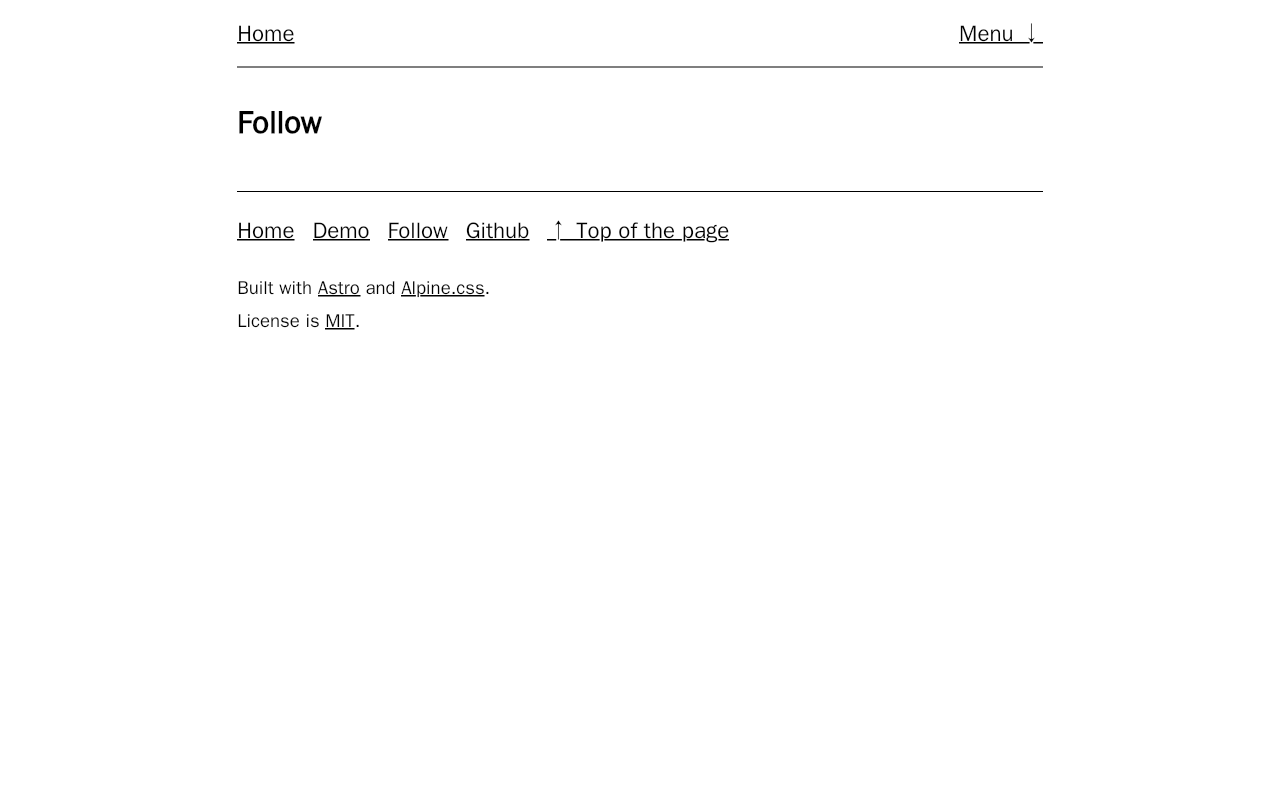 Home Menu ↓
Follow
Home Demo Follow Github ↑ Top of the page
Built with Astro and Alpine.css.
License is MIT.